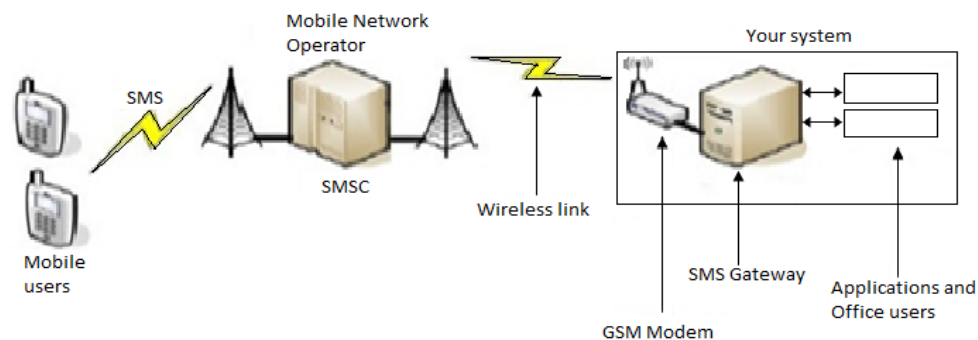 Mobile Network
Operator
Your system
SMS
SMSC
Wireless link
Mobile
users
SMS Gateway
Applications and
Office users
GSM Modem